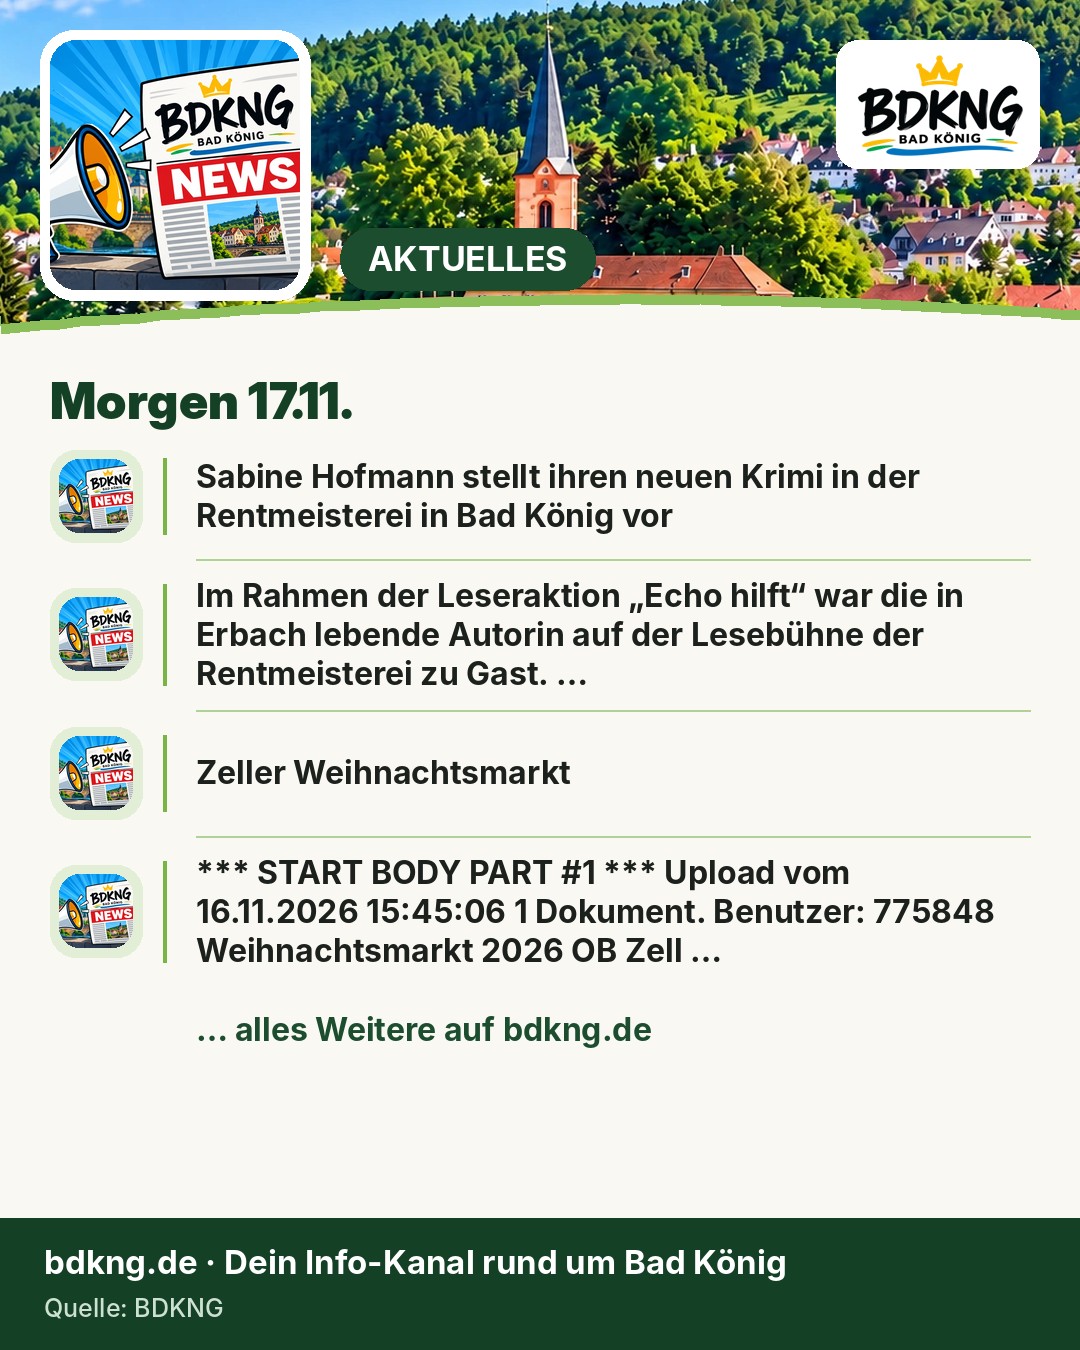 BDKNG
BAD KÖNIG
NEWS
BDKNG
BAD KÖNIG
AKTUELLES
Morgen 17.11.
Sabine Hofmann stellt ihren neuen Krimi in der
Rentmeisterei in Bad König vor
Im Rahmen der Leseraktion „Echo hilft“ war die in
Erbach lebende Autorin auf der Lesebühne der
Rentmeisterei zu Gast. ...
Zeller Weihnachtsmarkt
*** START BODY PART #1 *** Upload vom
16.11.2026 15:45:06 1 Dokument. Benutzer: 775848
Weihnachtsmarkt 2026 OB Zell ...
... alles Weitere auf bdkng.de
bdkng.de · Dein Info-Kanal rund um Bad König
Quelle: BDKNG